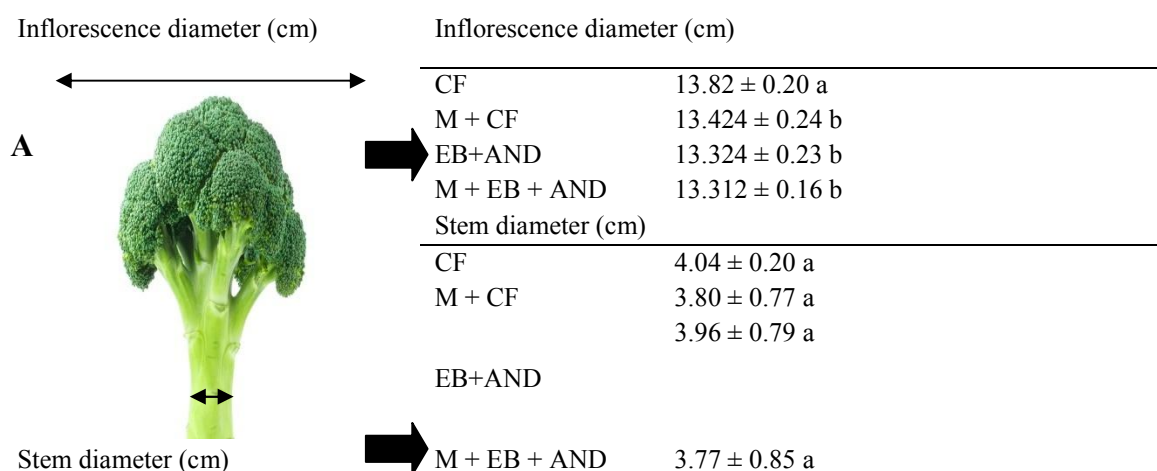 Inflorescence diameter (cm)
A
Stem diameter (cm)
Inflorescence diameter (cm)
CF 13.82 ± 0.20 a
M + CF 13.424 ± 0.24 b
EB+AND 13.324 ± 0.23 b
M + EB + AND 13.312 ± 0.16 b
Stem diameter (cm)
CF 4.04 ± 0.20 a
M + CF 3.80 ± 0.77 a
3.96 ± 0.79 a
EB+AND
M + EB + AND 3.77 ± 0.85 a